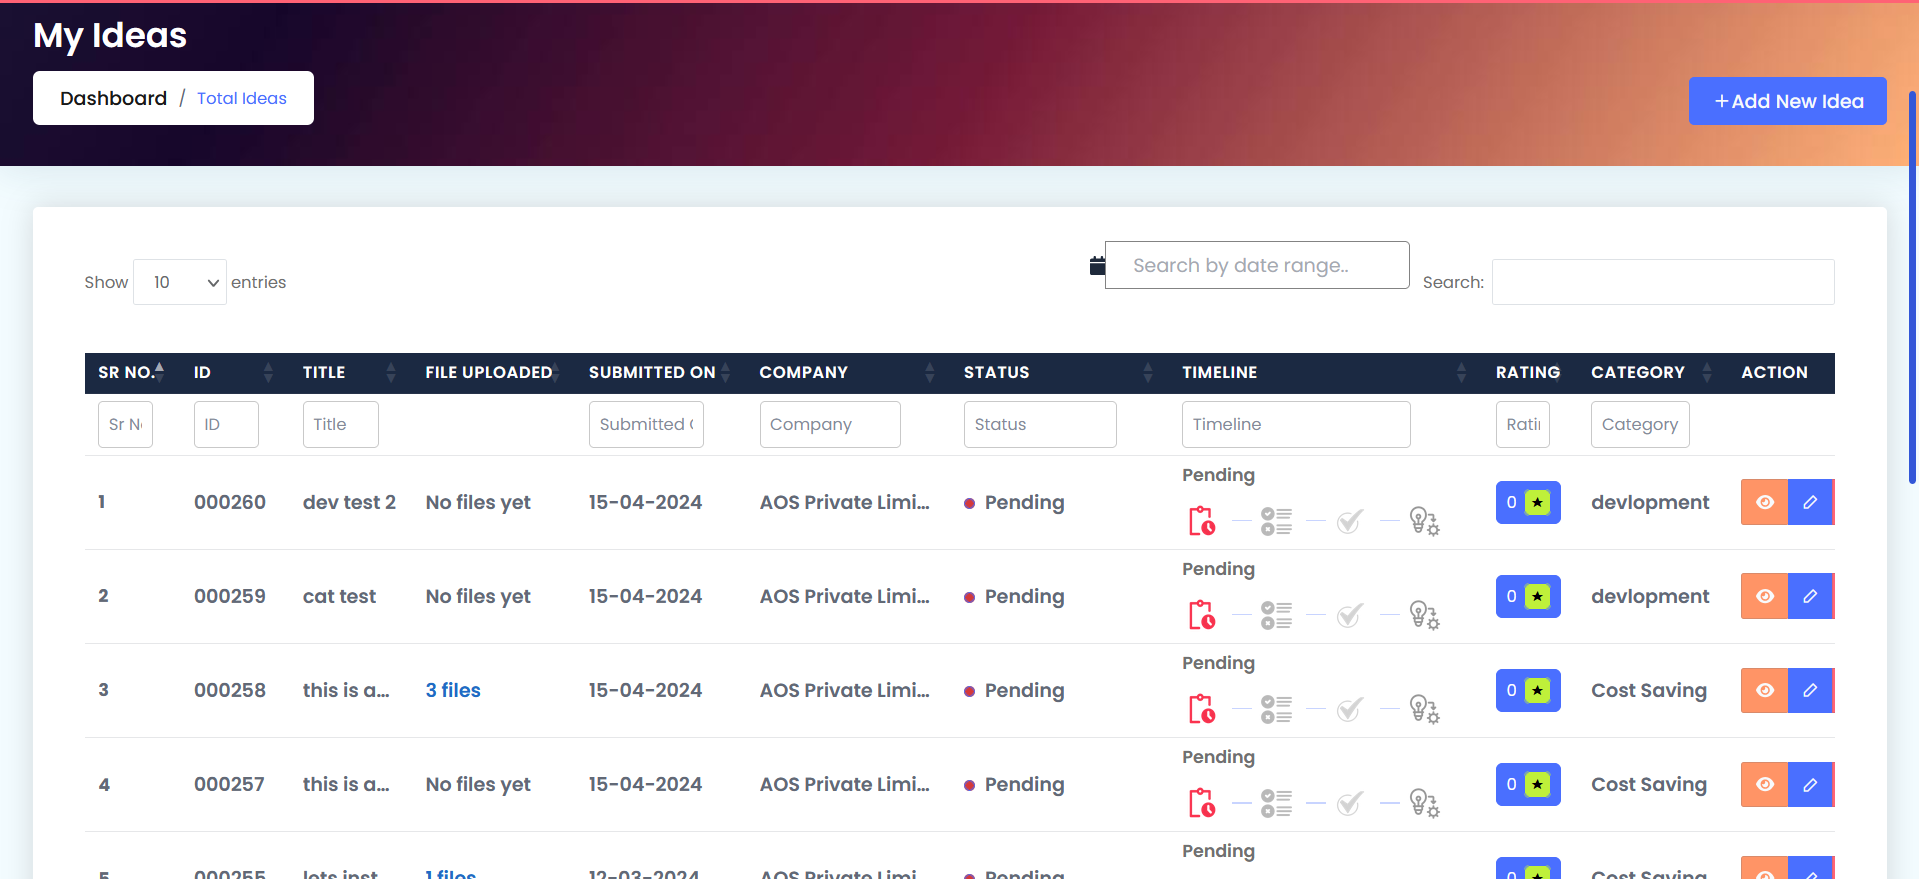 My Ideas
Dashboard / Total Ideas
+Add New Idea
Show 10 entries
Search by date range..
Search:
SR NO. ID TITLE FILE UPLOADED SUBMITTED ON COMPANY STATUS TIMELINE RATING CATEGORY ACTION
Sr N ID Title Submitted Company Status Timeline Rati Category
Pending
1 000260 dev test 2 No files yet 15-04-2024 AOS Private Limi... Pending 0 devlopment
Pending
2 000259 cat test No files yet 15-04-2024 AOS Private Limi... Pending 0 devlopment
Pending
3 000258 this is a... 3 files 15-04-2024 AOS Private Limi... Pending 0 Cost Saving
Pending
4 000257 this is a... No files yet 15-04-2024 AOS Private Limi... Pending 0 Cost Saving
Pending
5 000255 lets inst... 1 files 12-03-2024 AOS Private Limi... Pending 0 Cost Saving